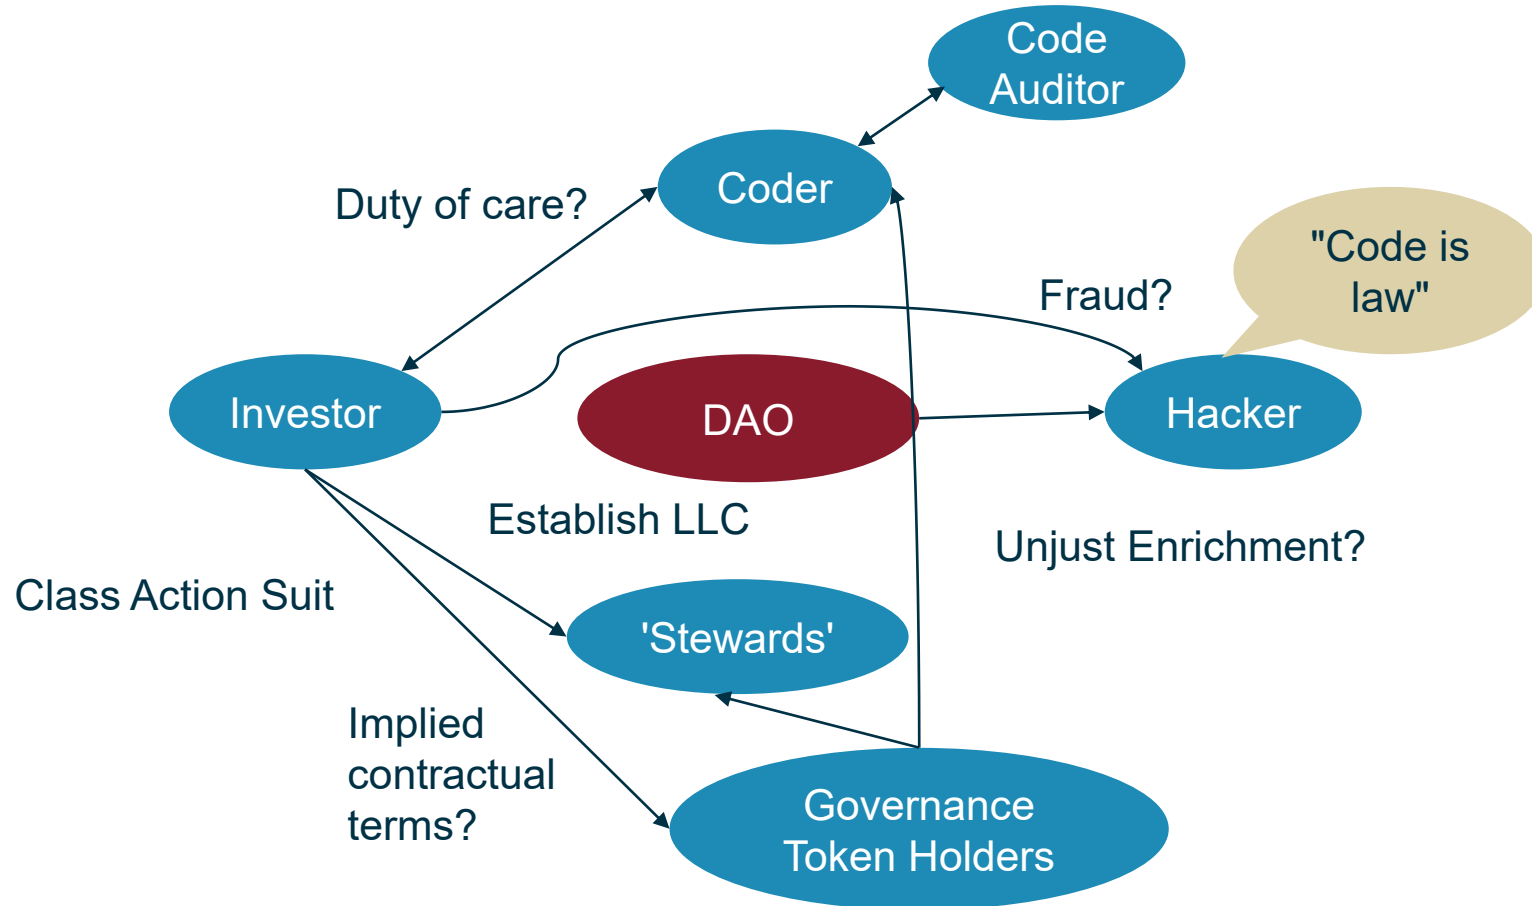 Code
Auditor
Coder
Duty of care?
"Code is
law"
Fraud?
Investor
DAO
Hacker
Establish LLC
Unjust Enrichment?
Class Action Suit
'Stewards'
Implied
contractual
terms?
Governance
Token Holders